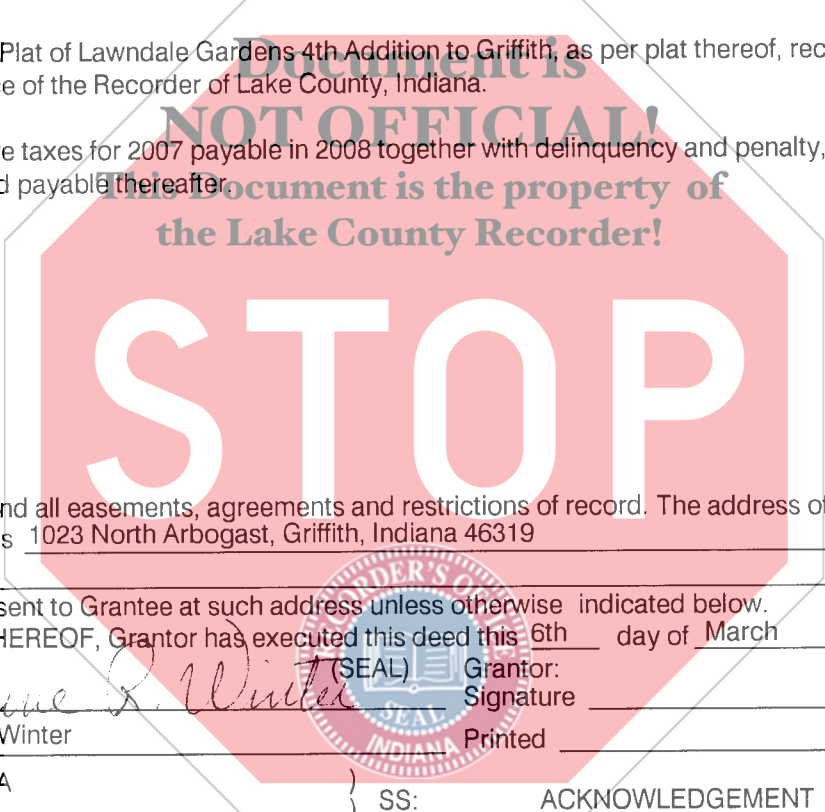 Document is
Plat of Lawndale Gardens 4th Addition to Griffith, as per plat thereof, rec
e of the Recorder of Lake County, Indiana.
NOT OFFICIAL!
e taxes for 2007 payable in 2008 together with delinquency and penalty,
d payable thereafter.
This Document is the property of
the Lake County Recorder!
STOP
nd all easements, agreements and restrictions of record. The address of
s 1023 North Arbogast, Griffith, Indiana 46319
sent to Grantee at such address unless otherwise indicated below.
HEREOF, Grantor has executed this deed this 6th day of March
(SEAL) Grantor:
R. Winter Signature
Winter Printed
RECORDER'S OF
SEAL
INDIANA
A )
) SS: ACKNOWLEDGEMENT